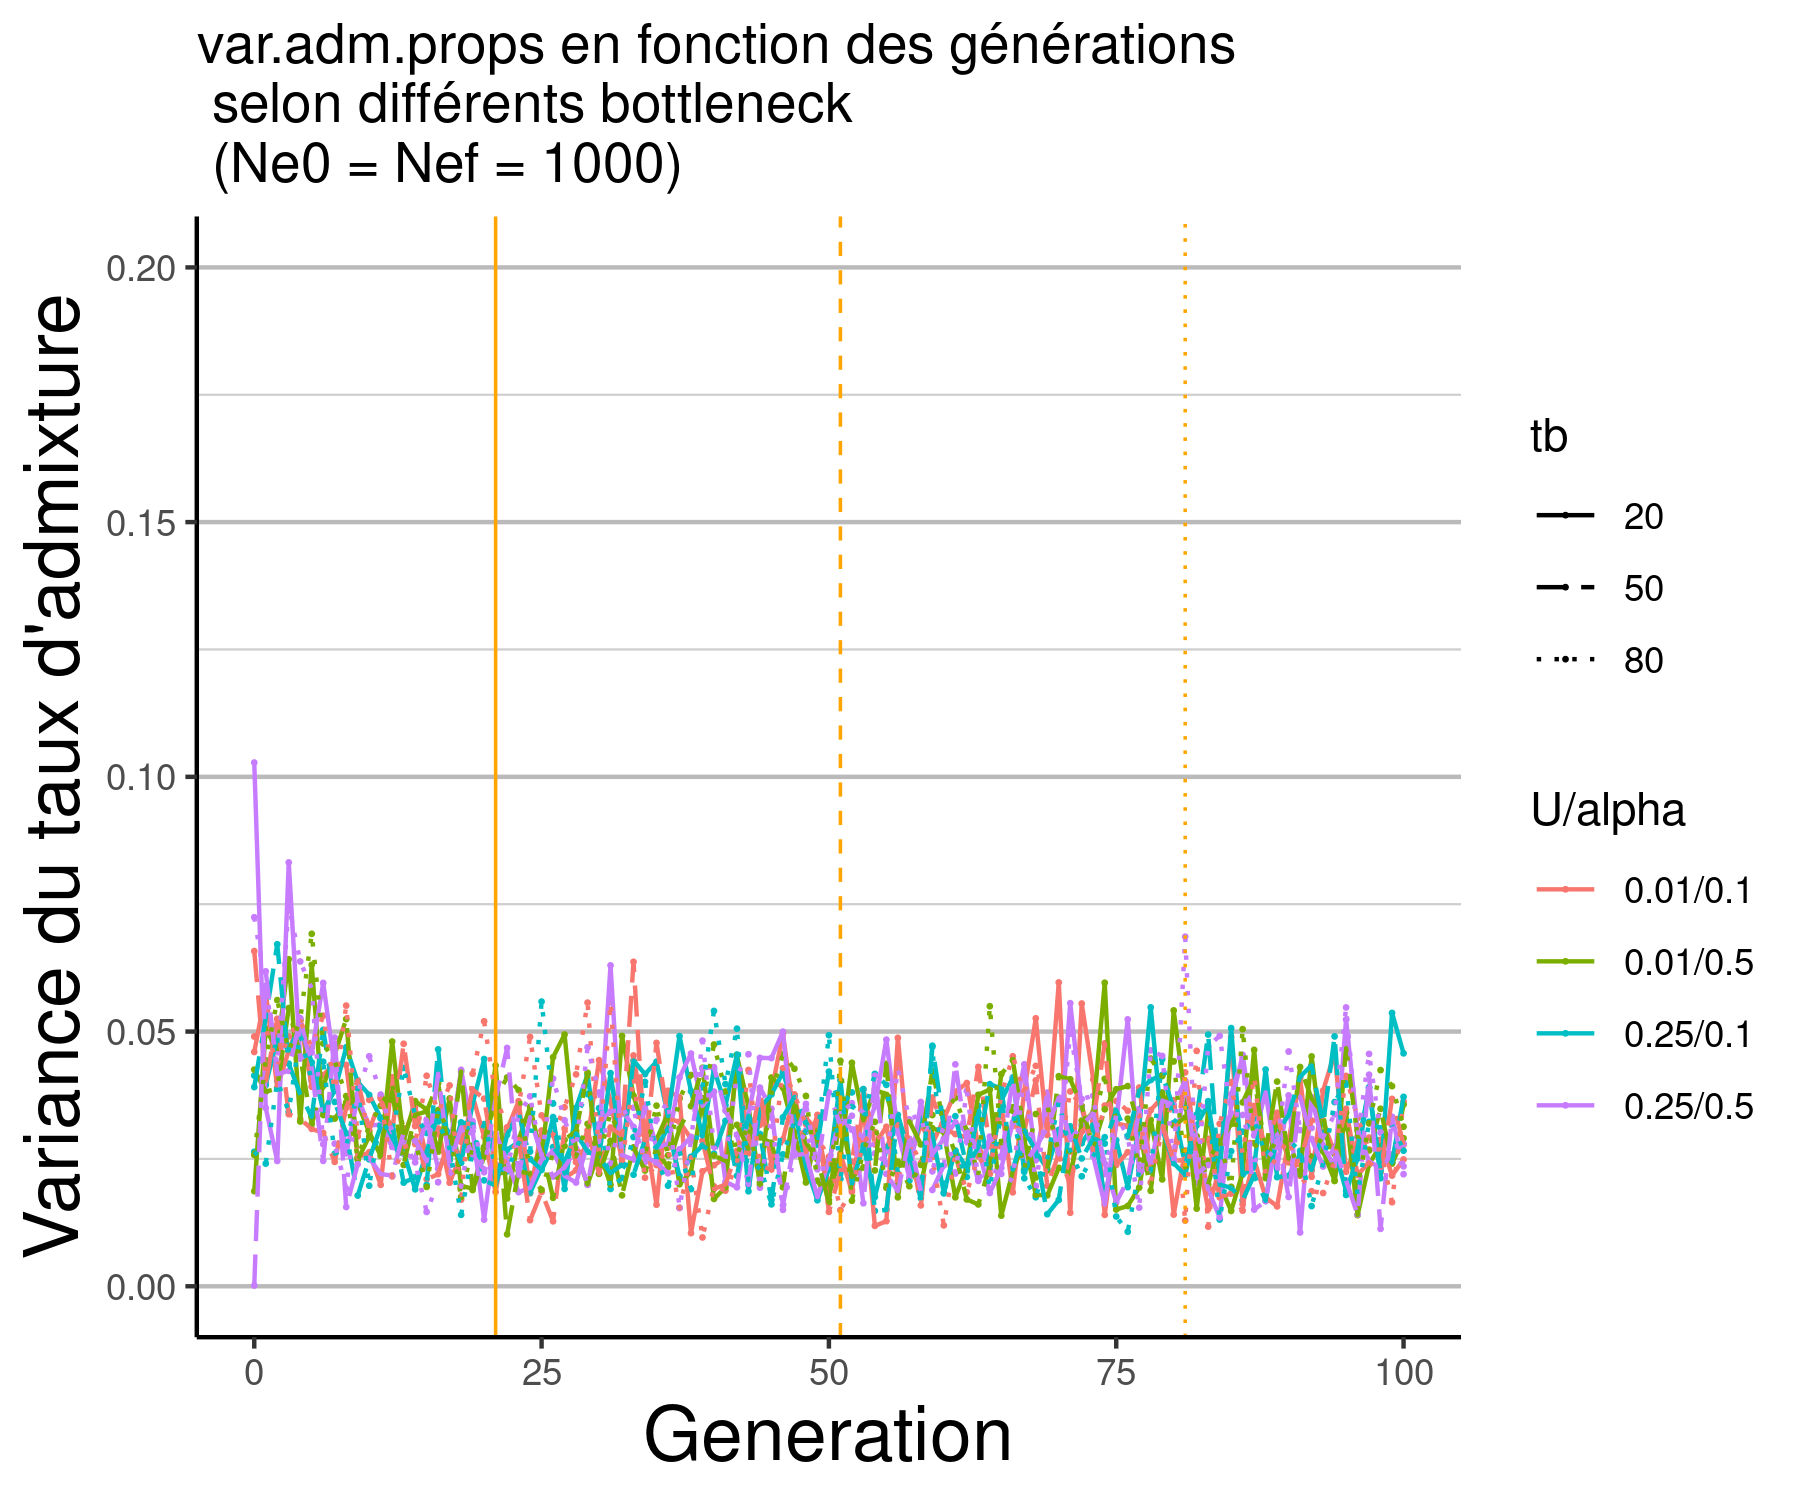 var.adm.props en fonction des générations
selon différents bottleneck
(Ne0 = Nef = 1000)
Variance du taux d'admixture
0.20
0.15
0.10
0.05
0.00
0
25
50
75
100
Generation
tb
20
50
80
U/alpha
0.01/0.1
0.01/0.5
0.25/0.1
0.25/0.5